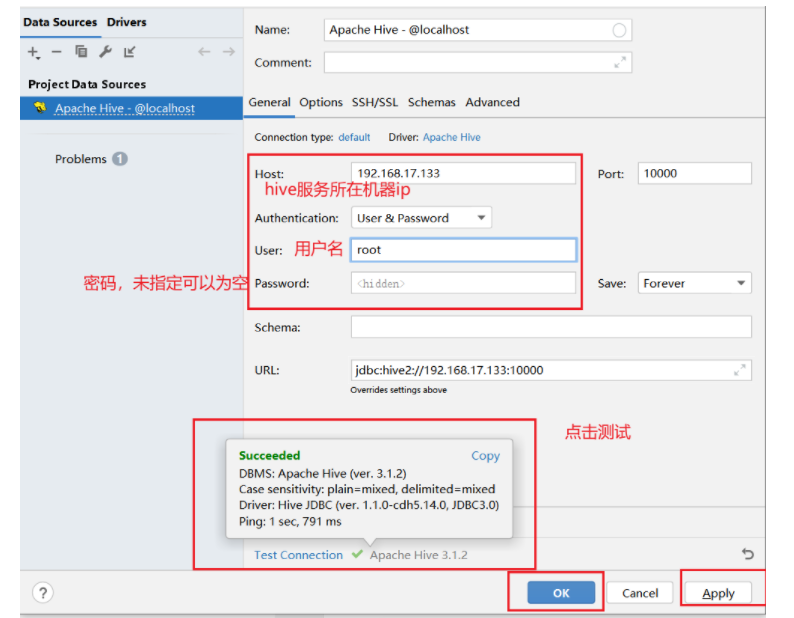 Data Sources Drivers
Project Data Sources
Apache Hive - @localhost
Problems 1
Name: Apache Hive - @localhost
Comment:
General Options SSH/SSL Schemas Advanced
Connection type: default Driver: Apache Hive
Host: 192.168.17.133 Port: 10000
hive服务所在机器ip
Authentication: User & Password
User: 用户名 root
密码，未指定可以为空 Password: <hidden> Save: Forever
Schema:
URL: jdbc:hive2://192.168.17.133:10000
Overrides settings above
点击测试
Succeeded Copy
DBMS: Apache Hive (ver. 3.1.2)
Case sensitivity: plain=mixed, delimited=mixed
Driver: Hive JDBC (ver. 1.1.0-cdh5.14.0, JDBC3.0)
Ping: 1 sec, 791 ms
Test Connection Apache Hive 3.1.2
? OK Cancel Apply